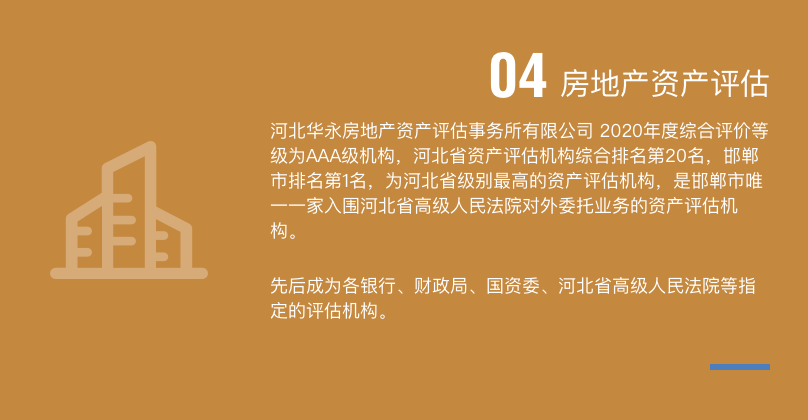 04 房地产资产评估
河北华永房地产资产评估事务所有限公司 2020年度综合评价等
级为AAA级机构，河北省资产评估机构综合排名第20名，邯郸
市排名第1名，为河北省级别最高的资产评估机构，是邯郸市唯
一一家入围河北省高级人民法院对外委托业务的资产评估机
构。
先后成为各银行、财政局、国资委、河北省高级人民法院等指
定的评估机构。